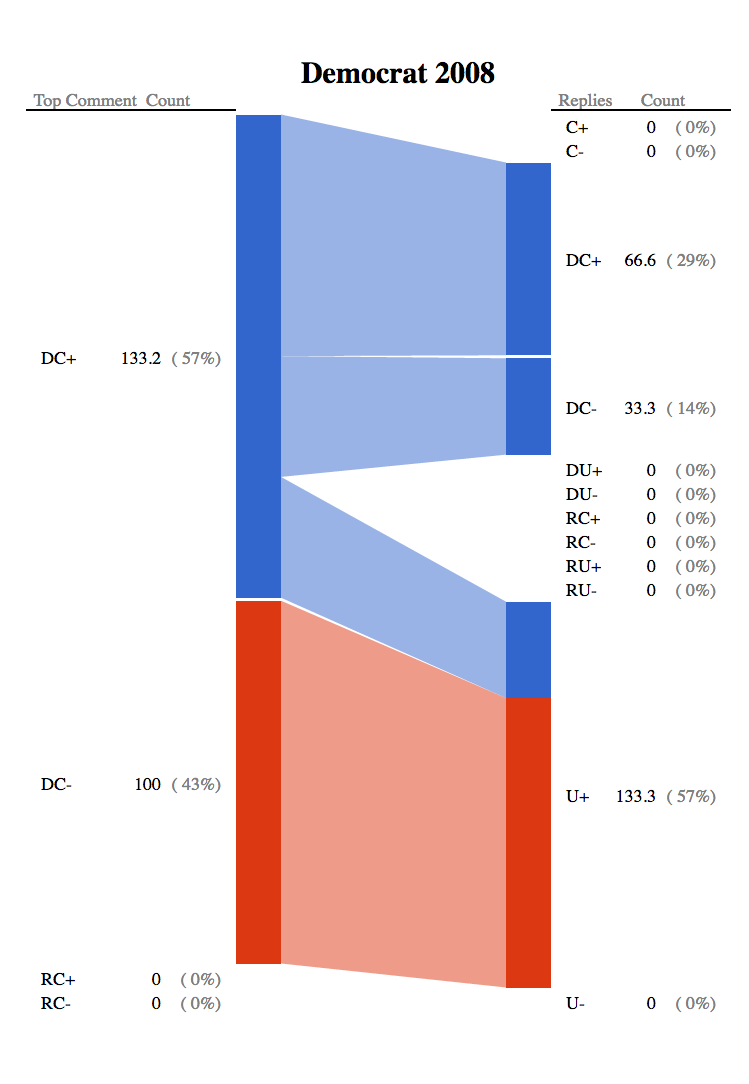 Democrat 2008
Top Comment Count
Replies Count
C+ 0 ( 0%)
C- 0 ( 0%)
DC+ 66.6 ( 29%)
DC+ 133.2 ( 57%)
DC- 33.3 ( 14%)
DU+ 0 ( 0%)
DU- 0 ( 0%)
RC+ 0 ( 0%)
RC- 0 ( 0%)
RU+ 0 ( 0%)
RU- 0 ( 0%)
DC- 100 ( 43%)
U+ 133.3 ( 57%)
RC+ 0 ( 0%)
RC- 0 ( 0%)
U- 0 ( 0%)